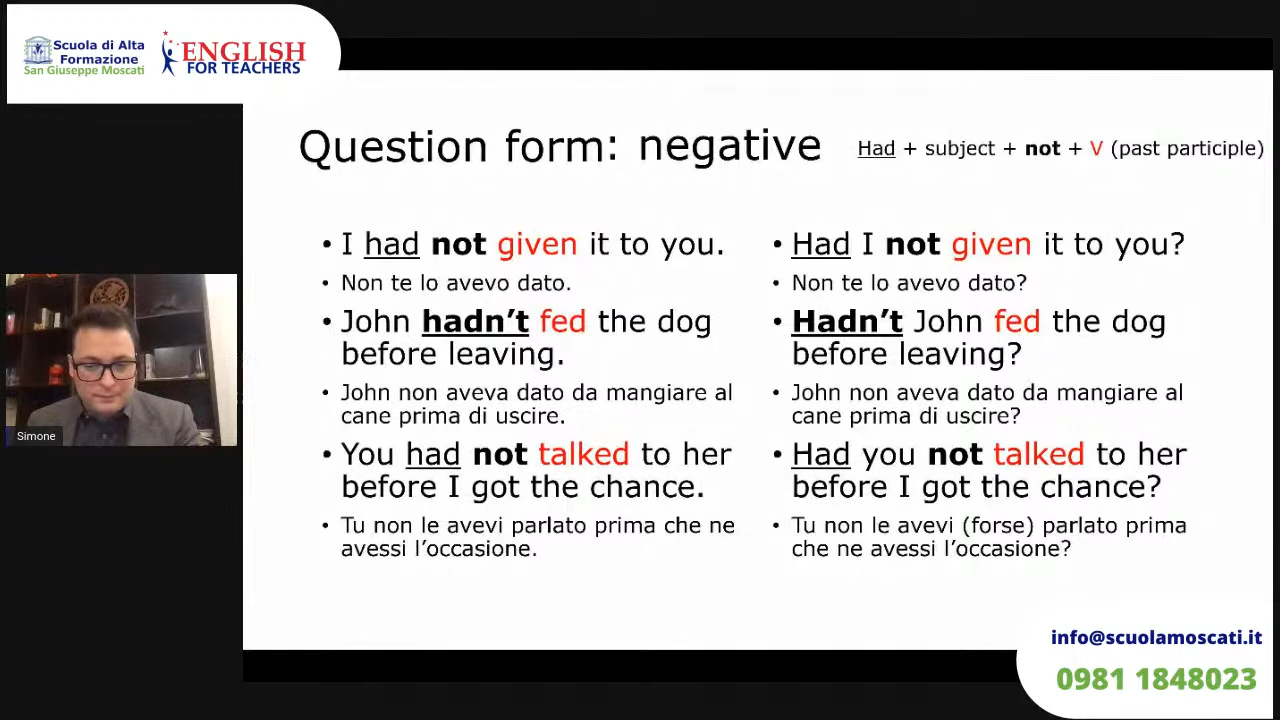 Scuola di Alta
Formazione
San Giuseppe Moscati
ENGLISH
FOR TEACHERS
Question form: negative
Had + subject + not + V (past participle)
• I had not given it to you.
• Non te lo avevo dato.
• John hadn't fed the dog
before leaving.
• John non aveva dato da mangiare al
cane prima di uscire.
• You had not talked to her
before I got the chance.
• Tu non le avevi parlato prima che ne
avessi l'occasione.
• Had I not given it to you?
• Non te lo avevo dato?
• Hadn't John fed the dog
before leaving?
• John non aveva dato da mangiare al
cane prima di uscire?
• Had you not talked to her
before I got the chance?
• Tu non le avevi (forse) parlato prima
che ne avessi l'occasione?
Simone
info@scuolamoscati.it
0981 1848023